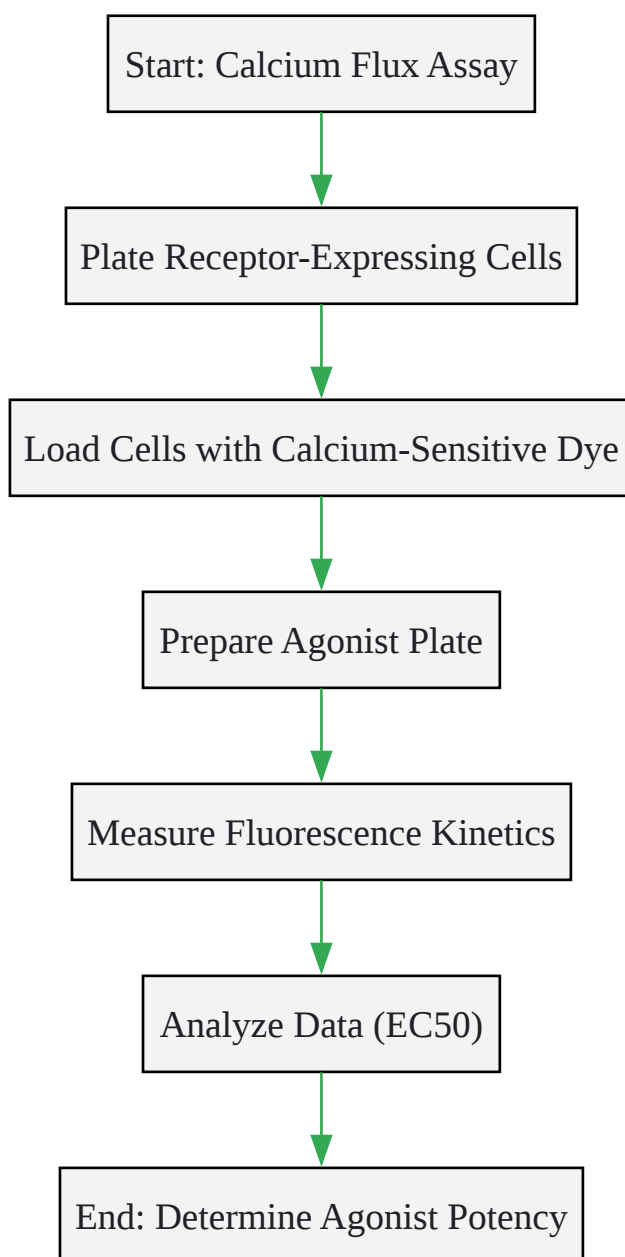 Start: Calcium Flux Assay
Plate Receptor-Expressing Cells
Load Cells with Calcium-Sensitive Dye
Prepare Agonist Plate
Measure Fluorescence Kinetics
Analyze Data (EC50)
End: Determine Agonist Potency